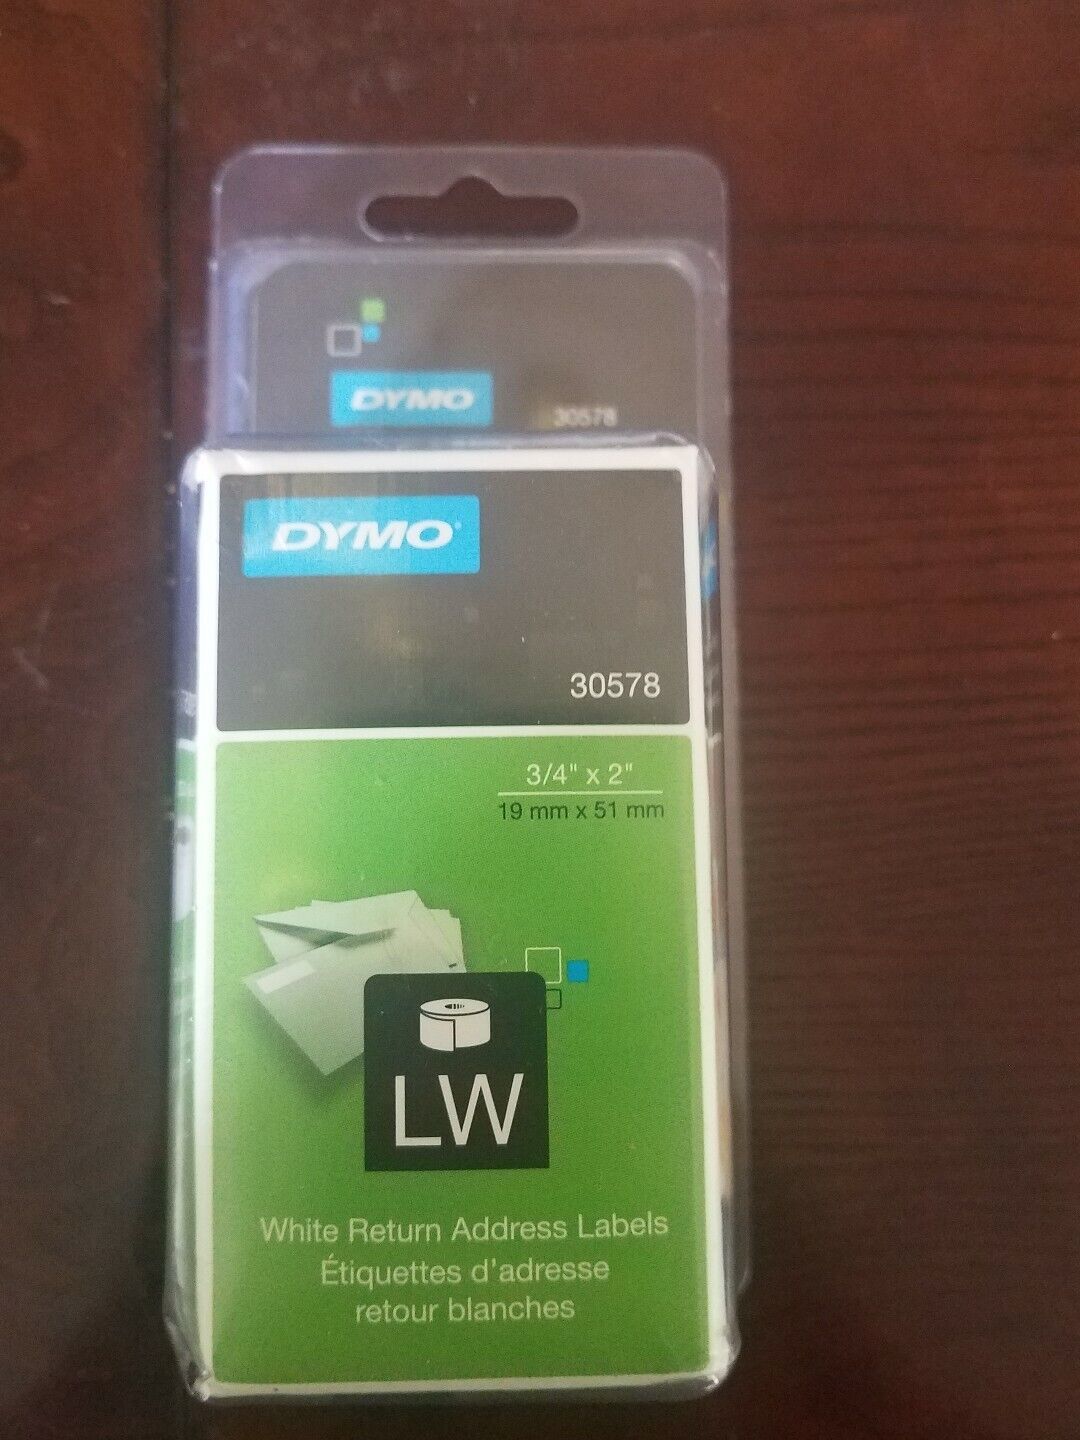 DYMO
30578
DYMO
30578
3/4" x 2"
19 mm x 51 mm
LW
White Return Address Labels
Étiquettes d'adresse
retour blanches